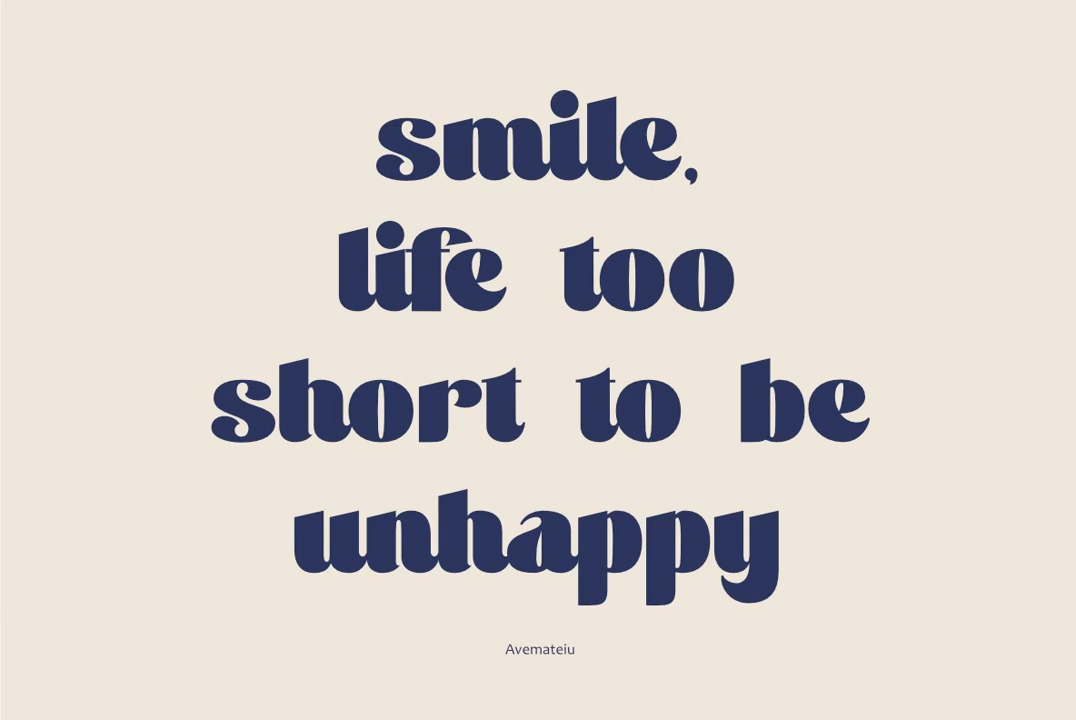 smile,
life too
short to be
unhappy
Avemateiu